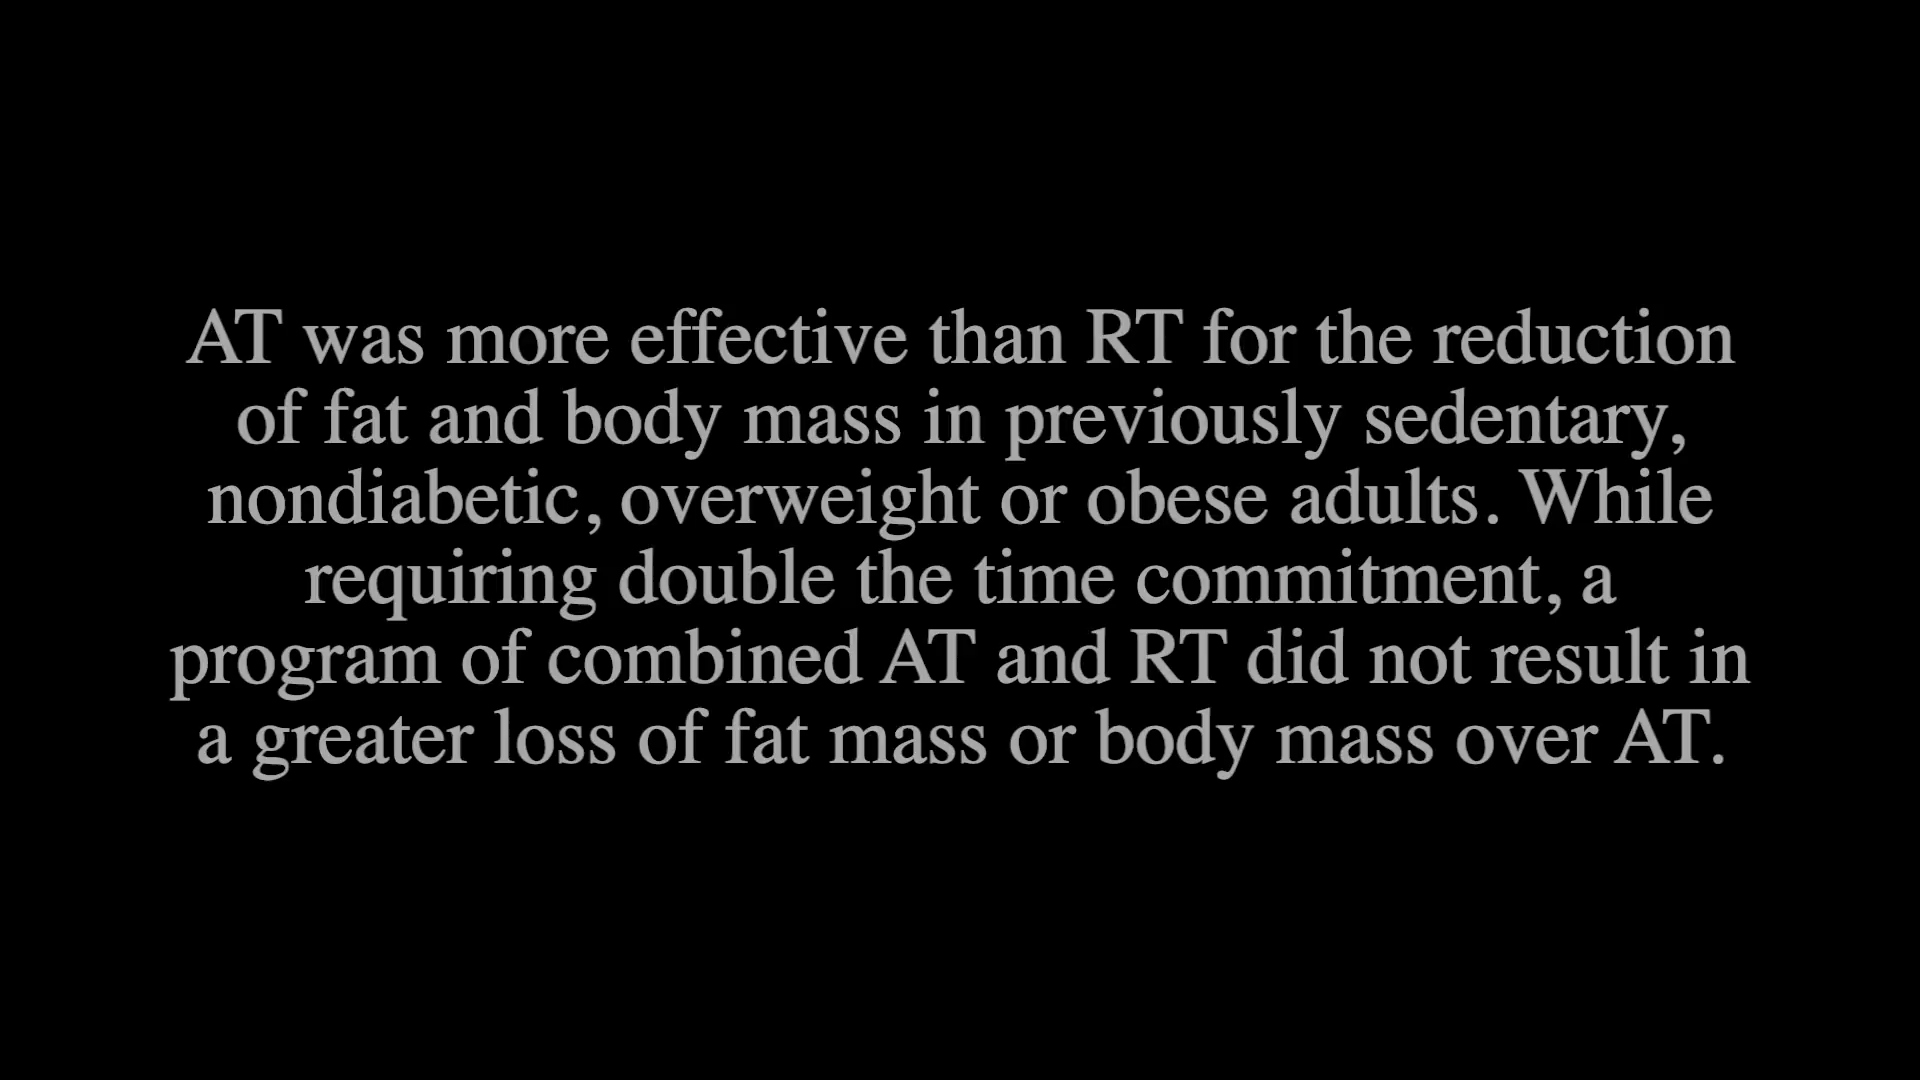 AT was more effective than RT for the reduction
of fat and body mass in previously sedentary,
nondiabetic, overweight or obese adults. While
requiring double the time commitment, a
program of combined AT and RT did not result in
a greater loss of fat mass or body mass over AT.